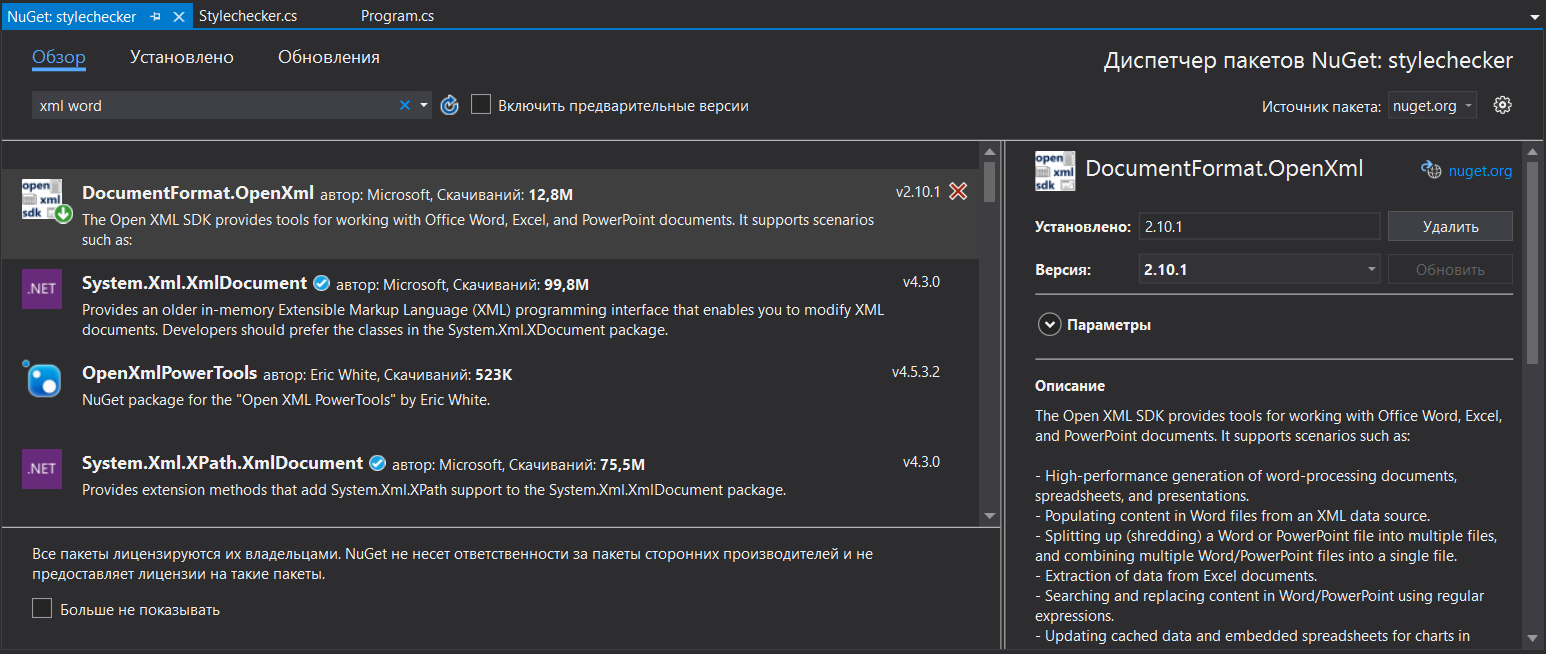 NuGet: stylechecker
Stylechecker.cs
Program.cs
Обзор
Установлено
Обновления
Диспетчер пакетов NuGet: stylechecker
xml word
Включить предварительные версии
Источник пакета: nuget.org
open xml sdk
DocumentFormat.OpenXml автор: Microsoft, Скачиваний: 12,8M
v2.10.1
The Open XML SDK provides tools for working with Office Word, Excel, and PowerPoint documents. It supports scenarios
such as:
.NET
System.Xml.XmlDocument автор: Microsoft, Скачиваний: 99,8M
v4.3.0
Provides an older in-memory Extensible Markup Language (XML) programming interface that enables you to modify XML
documents. Developers should prefer the classes in the System.Xml.XDocument package.
OpenXmlPowerTools автор: Eric White, Скачиваний: 523K
v4.5.3.2
NuGet package for the "Open XML PowerTools" by Eric White.
.NET
System.Xml.XPath.XmlDocument автор: Microsoft, Скачиваний: 75,5M
v4.3.0
Provides extension methods that add System.Xml.XPath support to the System.Xml.XmlDocument package.
Все пакеты лицензируются их владельцами. NuGet не несет ответственности за пакеты сторонних производителей и не
предоставляет лицензии на такие пакеты.
Больше не показывать
open xml sdk
DocumentFormat.OpenXml
nuget.org
Установлено: 2.10.1
Удалить
Версия: 2.10.1
Обновить
Параметры
Описание
The Open XML SDK provides tools for working with Office Word, Excel,
and PowerPoint documents. It supports scenarios such as:
- High-performance generation of word-processing documents,
spreadsheets, and presentations.
- Populating content in Word files from an XML data source.
- Splitting up (shredding) a Word or PowerPoint file into multiple files,
and combining multiple Word/PowerPoint files into a single file.
- Extraction of data from Excel documents.
- Searching and replacing content in Word/PowerPoint using regular
expressions.
- Updating cached data and embedded spreadsheets for charts in